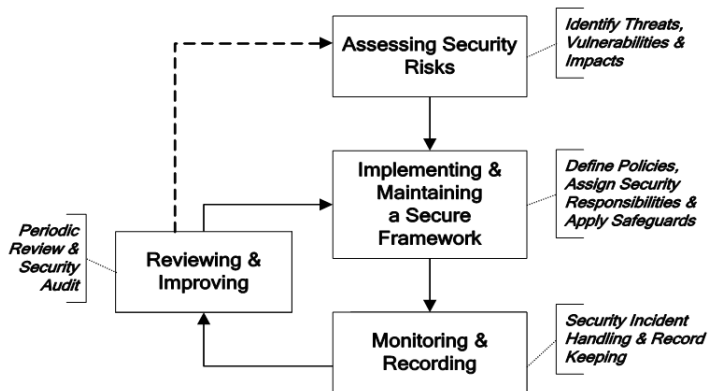 Assessing Security
Risks
Identify Threats,
Vulnerabilities &
Impacts
Implementing &
Maintaining
a Secure
Framework
Define Policies,
Assign Security
Responsibilities &
Apply Safeguards
Periodic
Review &
Security
Audit
Reviewing &
Improving
Monitoring &
Recording
Security Incident
Handling & Record
Keeping